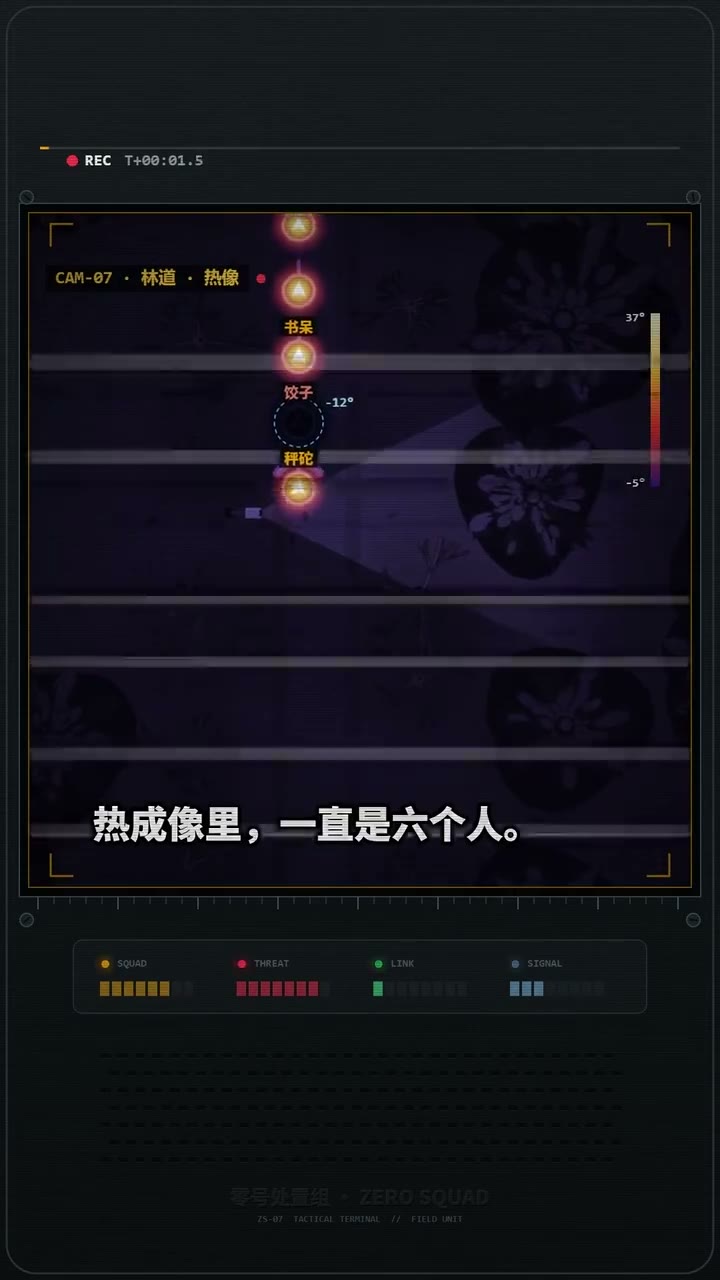 REC T+00:01.5
CAM-07 · 林道 · 热像
37°
书呆
饺子
-12°
秤砣
-5°
热成像里，一直是六个人。
SQUAD THREAT LINK SIGNAL
零号处置组 · ZERO SQUAD
ZS-07 TACTICAL TERMINAL // FIELD UNIT